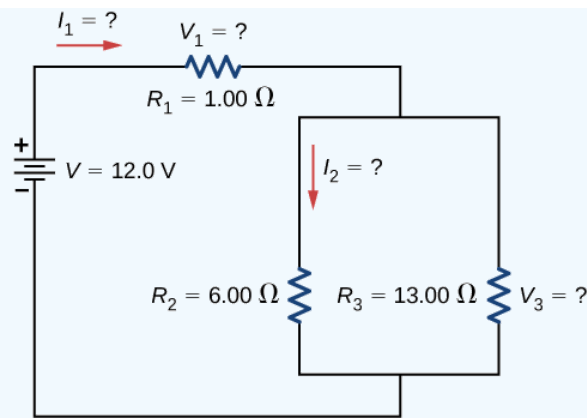 I₁ = ?
V₁ = ?
R₁ = 1.00 Ω
+
V = 12.0 V
−
I₂ = ?
R₂ = 6.00 Ω
R₃ = 13.00 Ω
V₃ = ?